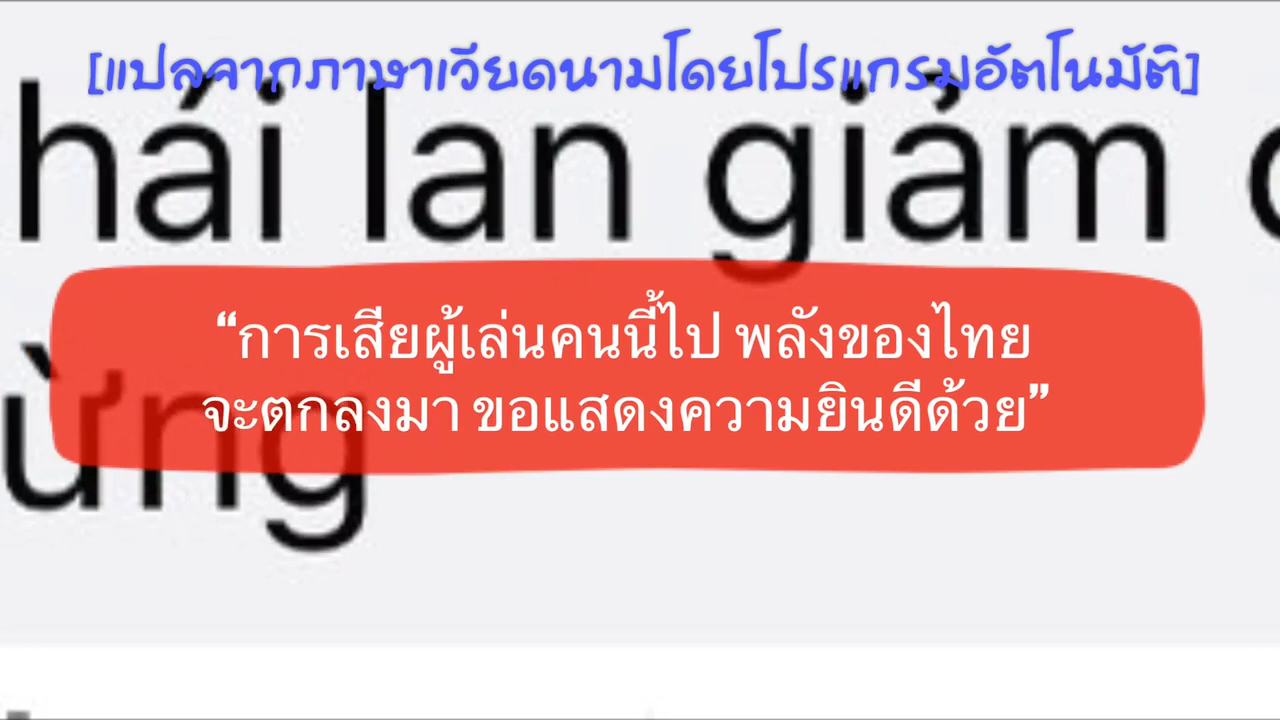 [แปลจากภาษาเวียดนามโดยโปรแกรมอัตโนมัติ]
hái lan giảm
“การเสียผู้เล่นคนนี้ไป พลังของไทย
จะตกลงมา ขอแสดงความยินดีด้วย”
ừng